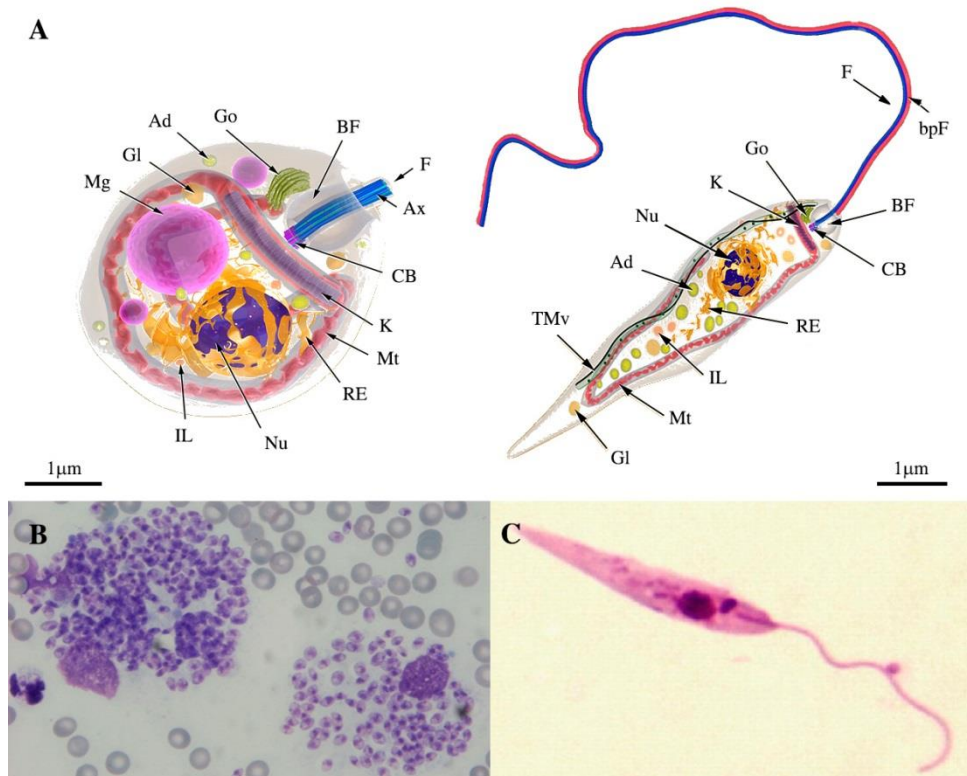 A
Ad
Go
BF
Gl
F
Mg
Ax
CB
K
Mt
RE
IL
Nu
1µm
F
bpF
Go
K
BF
Nu
CB
Ad
RE
TMv
IL
Mt
Gl
1µm
B
C